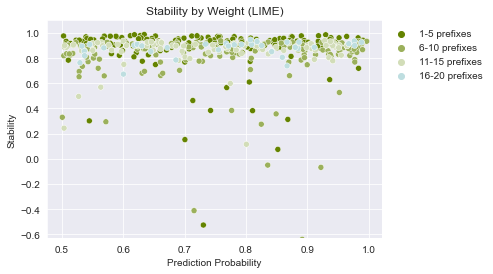 Stability by Weight (LIME)
1.0
0.8
0.6
0.4
0.2
0.0
−0.2
−0.4
−0.6
Stability
0.5 0.6 0.7 0.8 0.9 1.0
Prediction Probability
1-5 prefixes
6-10 prefixes
11-15 prefixes
16-20 prefixes